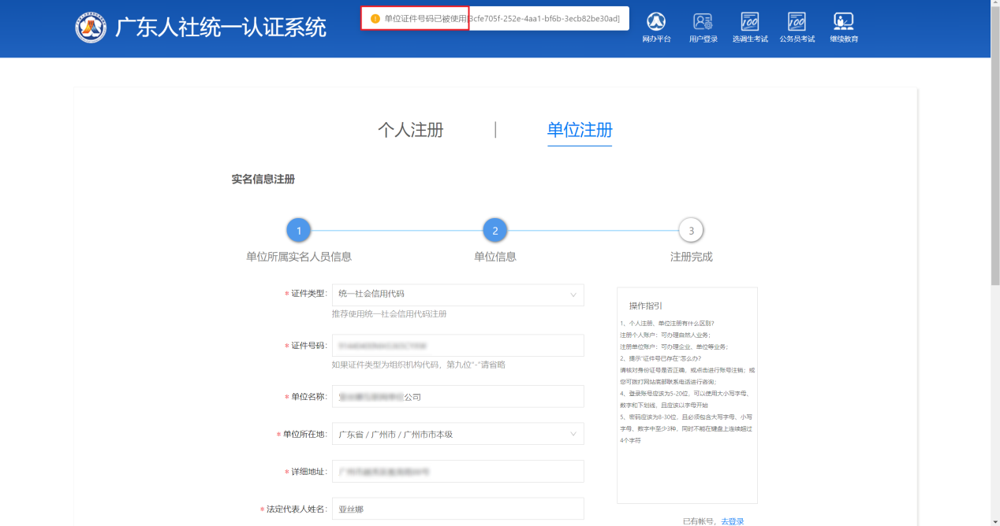 广东人社统一认证系统
单位证件号码已被使用[3cfe705f-252e-4aa1-bf6b-3ecb82be30ad]
网办平台
用户登录
选调生考试
公务员考试
继续教育
个人注册 | 单位注册
实名信息注册
1
2
3
单位所属实名人员信息
单位信息
注册完成
* 证件类型: 统一社会信用代码
推荐使用统一社会信用代码注册
* 证件号码:
如果证件类型为组织机构代码，第九位"-"请省略
* 单位名称: 公司
* 单位所在地: 广东省 / 广州市 / 广州市市本级
* 详细地址:
* 法定代表人姓名: 亚丝娜
操作指引
1、个人注册、单位注册有什么区别?
注册个人账户：可办理自然人业务;
注册单位账户：可办理企业、单位等业务;
2、提示"证件号已存在"怎么办?
请核对身份证号是否正确，或点击进行账号注销；或
您可拨打网站底部联系电话进行咨询;
4、登录账号应该为5-20位，可以使用大小写字母、
数字和下划线，且应该以字母开始
5、密码应该为8-30位，且必须包含大写字母、小写
字母、数字中至少3种，同时不能在键盘上连续超过
4个字符
已有帐号，去登录